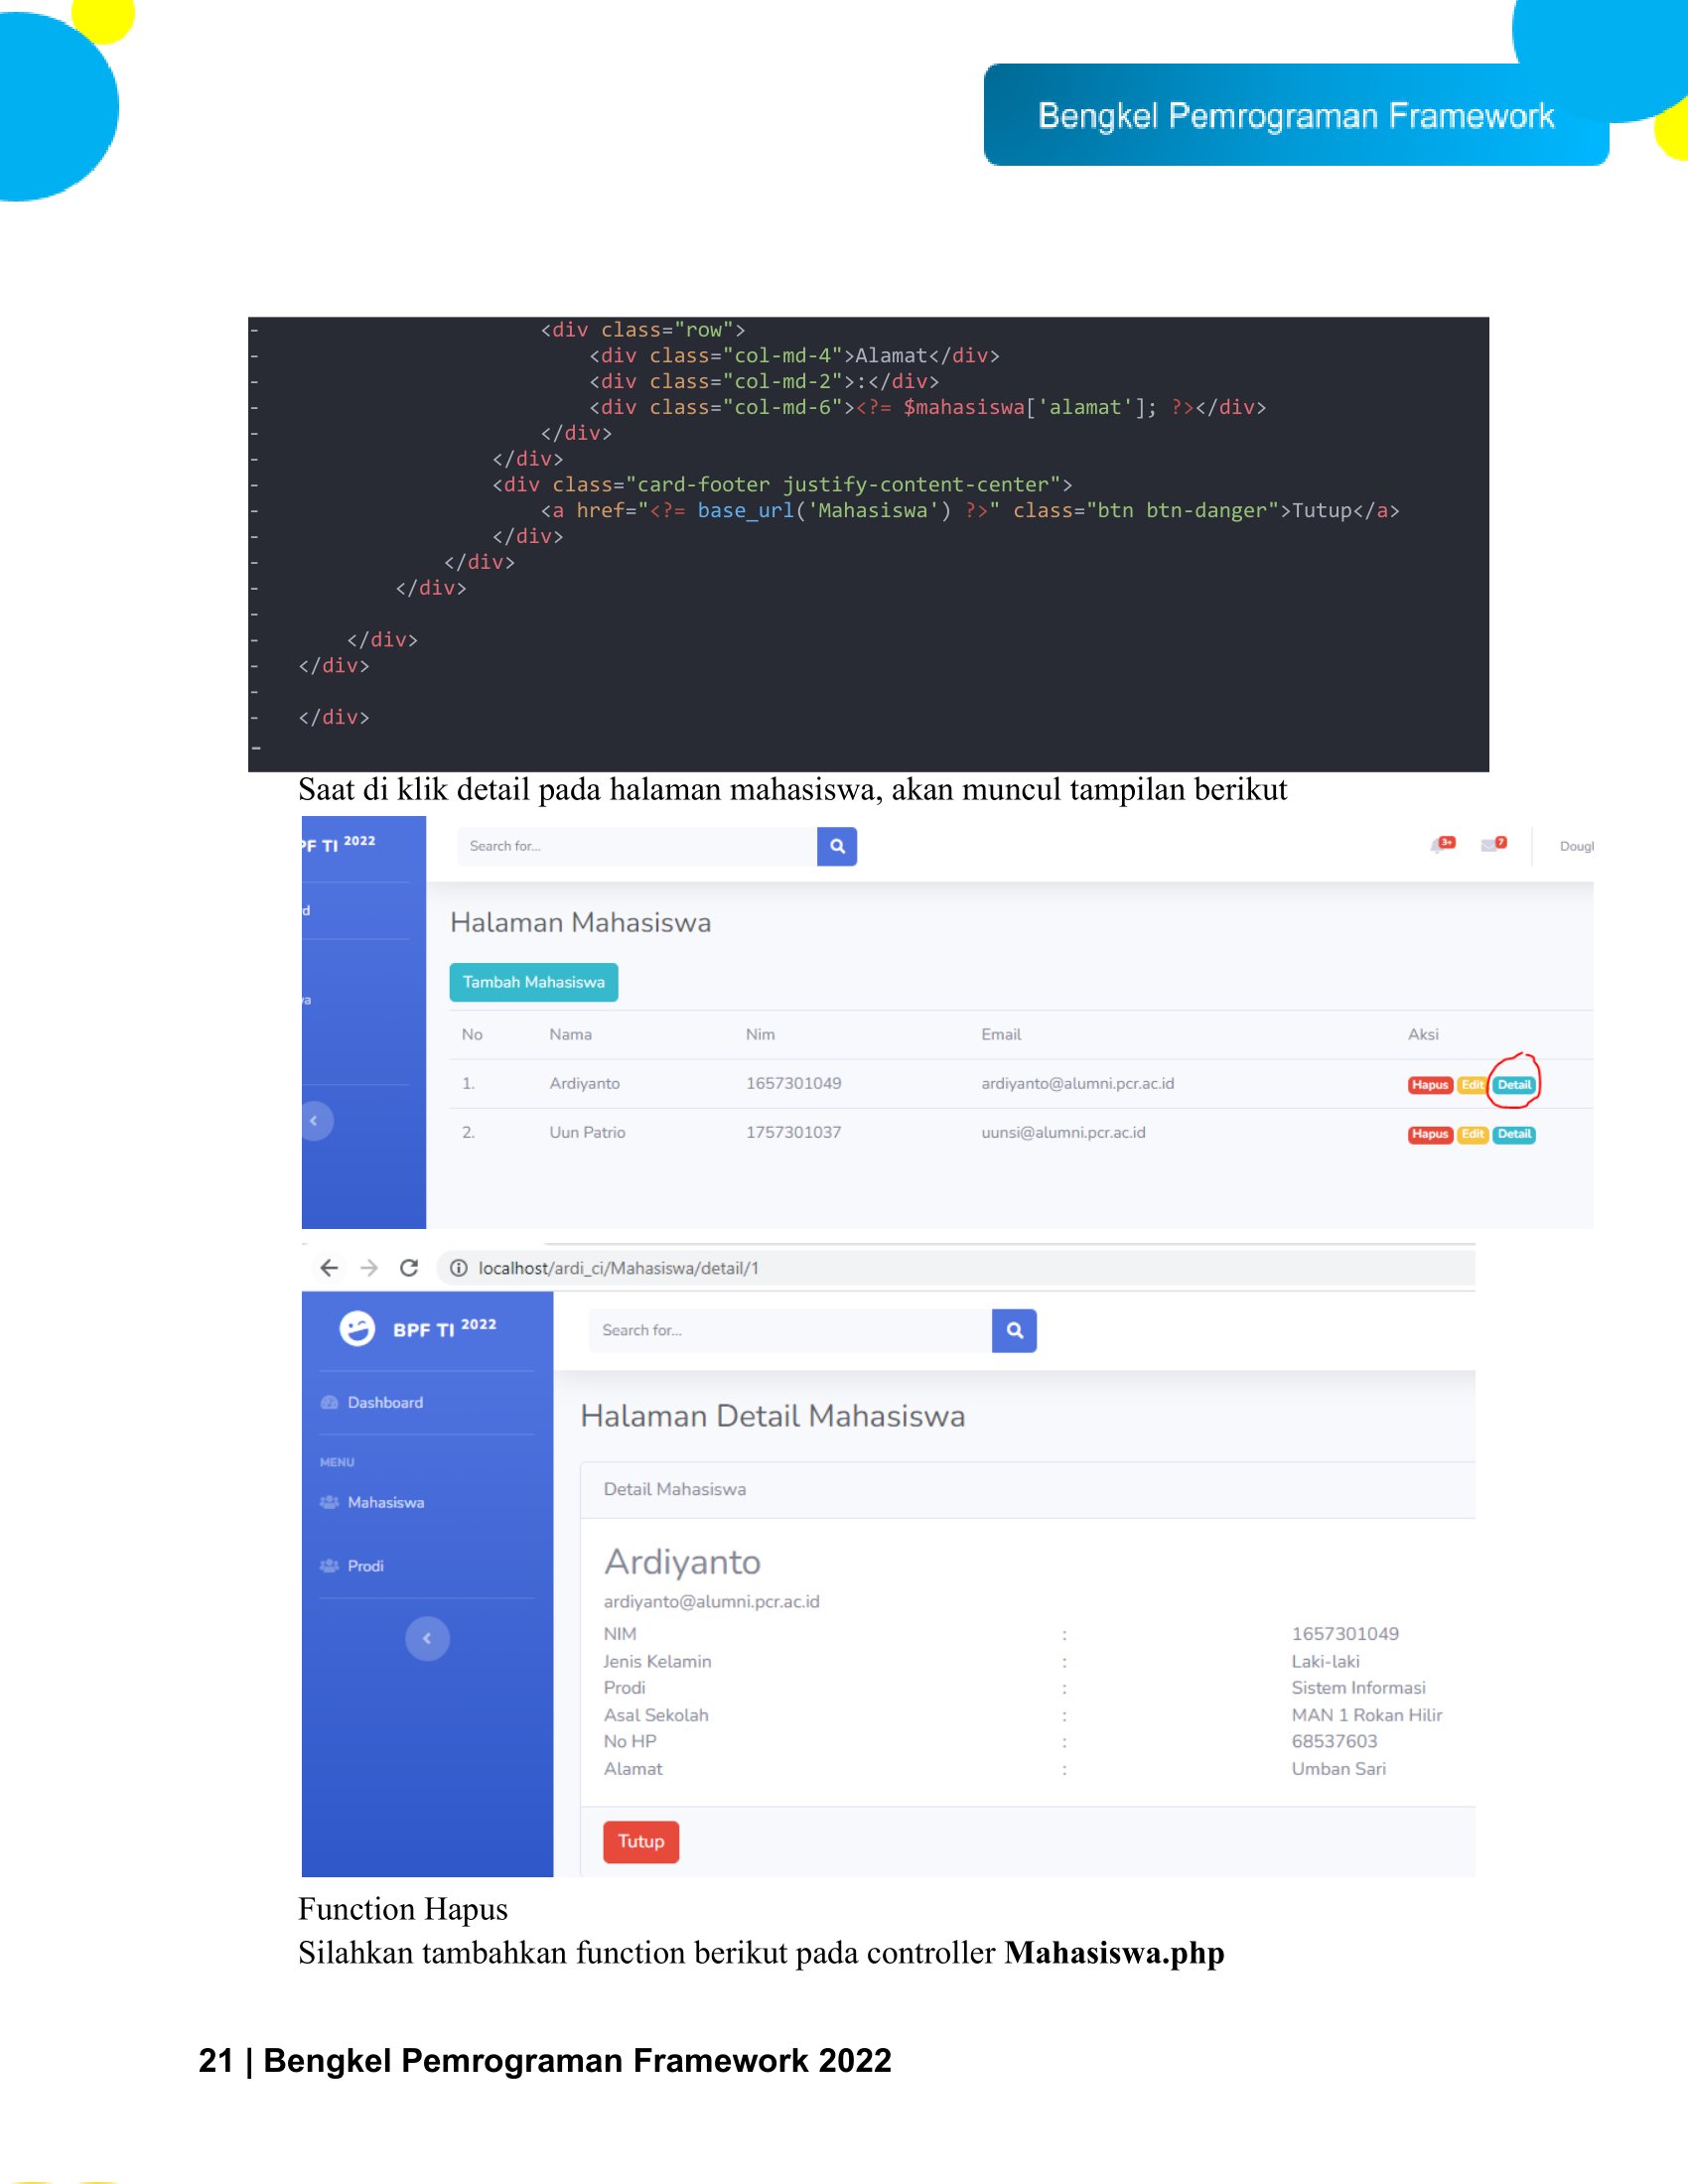 Bengkel Pemrograman Framework
- <div class="row">
- <div class="col-md-4">Alamat</div>
- <div class="col-md-2">:</div>
- <div class="col-md-6"><?= $mahasiswa['alamat']; ?></div>
- </div>
- </div>
- <div class="card-footer justify-content-center">
- <a href="<?= base_url('Mahasiswa') ?>" class="btn btn-danger">Tutup</a>
- </div>
- </div>
- </div>
-
- </div>
- </div>
-
- </div>
-
Saat di klik detail pada halaman mahasiswa, akan muncul tampilan berikut
PF TI 2022 Search for... 3+ 7 Dougl
d
Halaman Mahasiswa
Tambah Mahasiswa
va
No Nama Nim Email Aksi
1. Ardiyanto 1657301049 ardiyanto@alumni.pcr.ac.id Hapus Edit Detail
2. Uun Patrio 1757301037 uunsi@alumni.pcr.ac.id Hapus Edit Detail
localhost/ardi_ci/Mahasiswa/detail/1
BPF TI 2022 Search for...
Dashboard
MENU
Mahasiswa
Prodi
Halaman Detail Mahasiswa
Detail Mahasiswa
Ardiyanto
ardiyanto@alumni.pcr.ac.id
NIM : 1657301049
Jenis Kelamin : Laki-laki
Prodi : Sistem Informasi
Asal Sekolah : MAN 1 Rokan Hilir
No HP : 68537603
Alamat : Umban Sari
Tutup
Function Hapus
Silahkan tambahkan function berikut pada controller Mahasiswa.php
21 | Bengkel Pemrograman Framework 2022